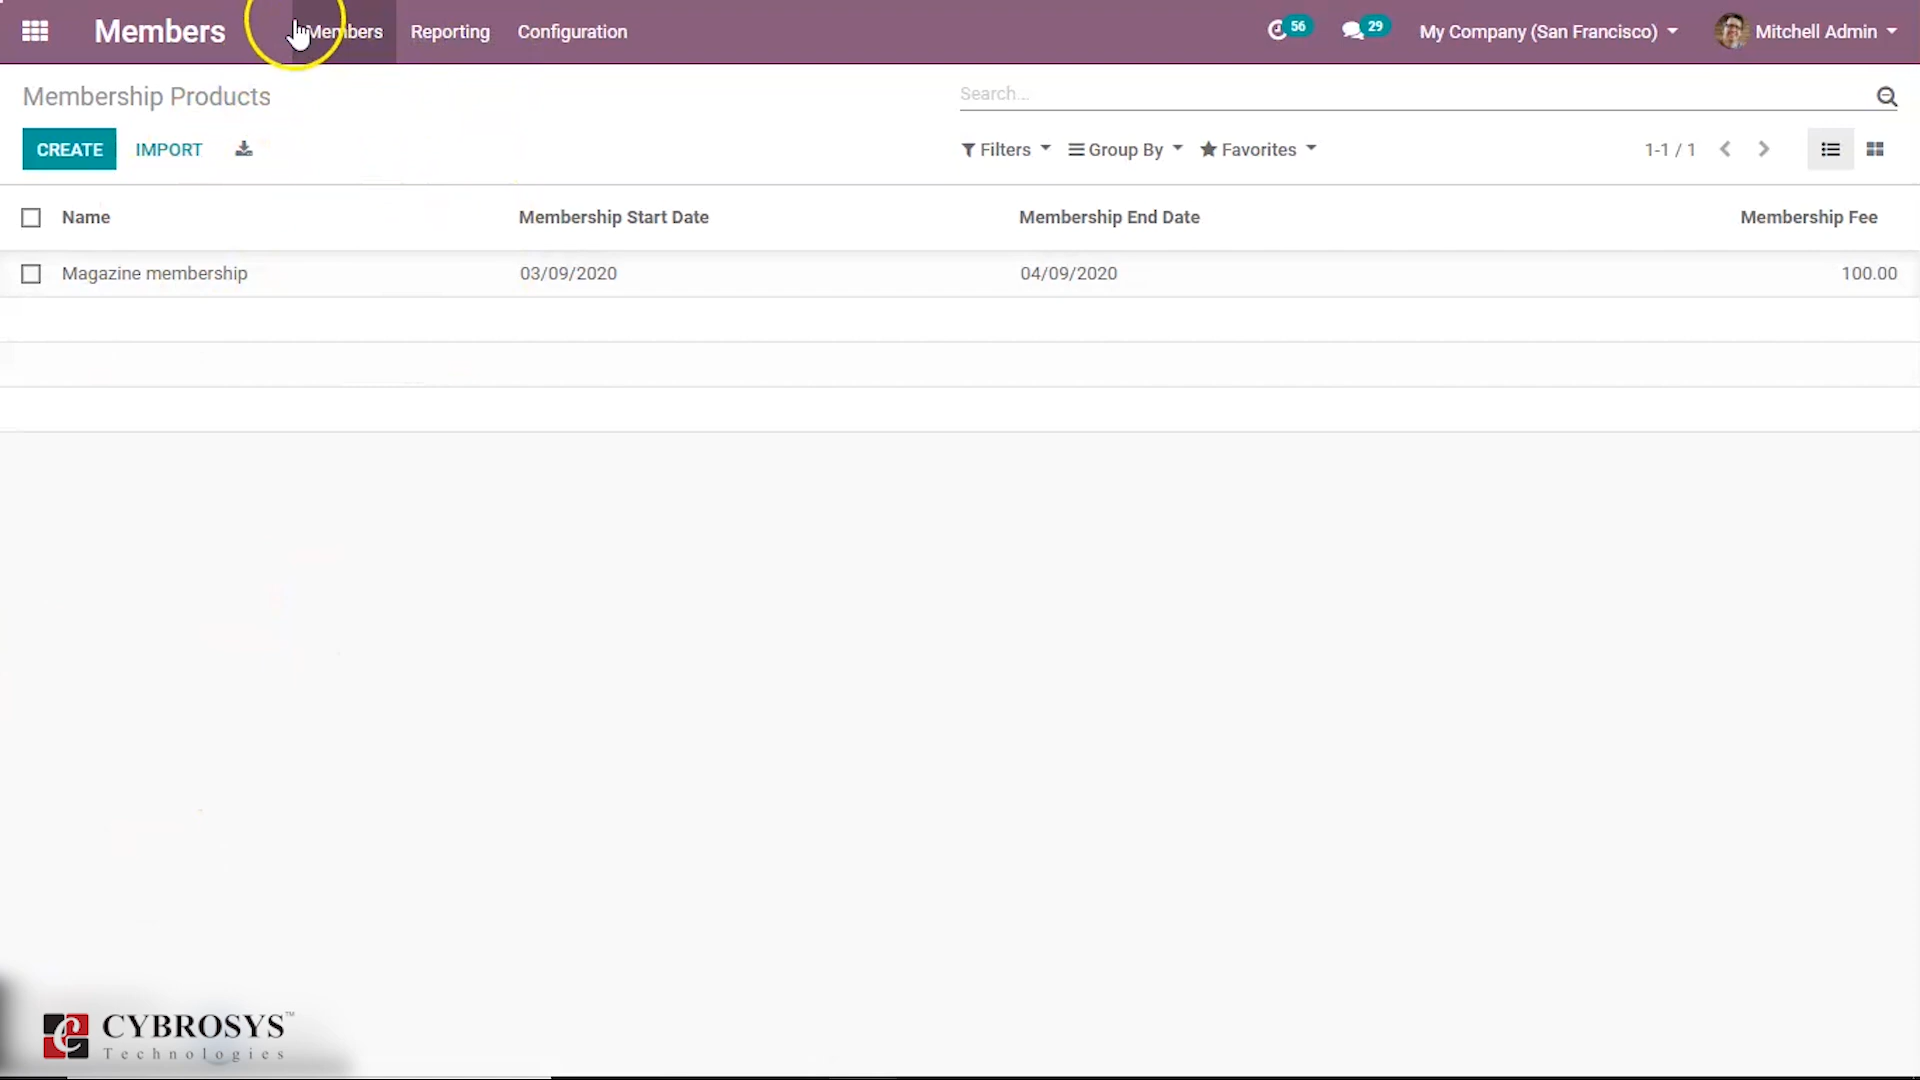 Members Members Reporting Configuration 56 29 My Company (San Francisco) Mitchell Admin
Membership Products Search...
CREATE IMPORT Filters Group By Favorites 1-1 / 1
Name Membership Start Date Membership End Date Membership Fee
Magazine membership 03/09/2020 04/09/2020 100.00
CYBROSYS™
Technologies